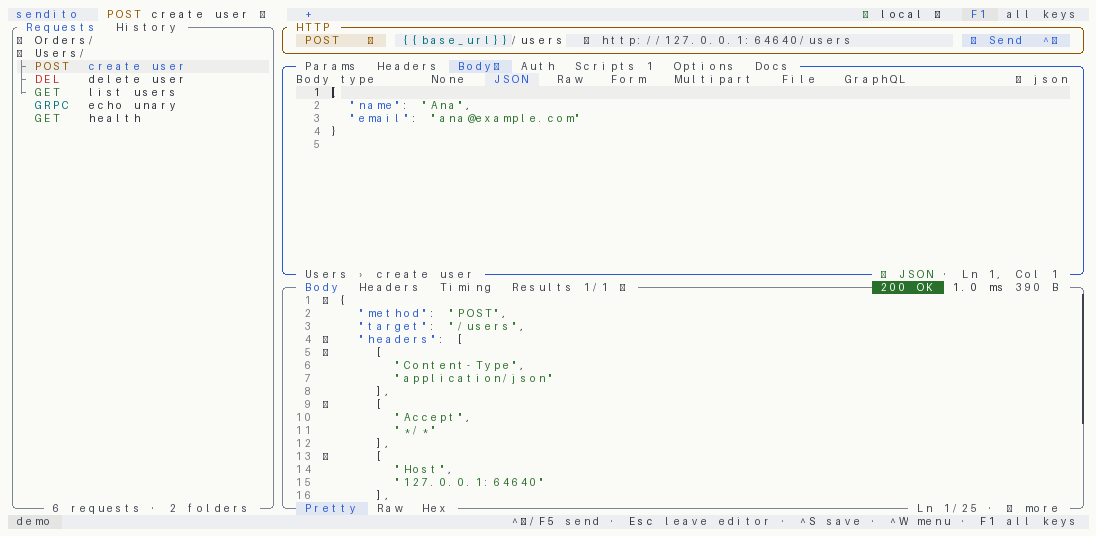 sendito POST create user + local F1 all keys
Requests History
HTTP
Orders/
POST {{base_url}}/users http://127.0.0.1:64640/users Send ^
Users/
POST create user
DEL delete user
GET list users
GRPC echo unary
GET health
6 requests · 2 folders
Params Headers Body Auth Scripts 1 Options Docs
Body type None JSON Raw Form Multipart File GraphQL json
1 {
2 "name": "Ana",
3 "email": "ana@example.com"
4 }
5
Users › create user JSON · Ln 1, Col 1
Body Headers Timing Results 1/1 200 OK 1.0 ms 390 B
1 {
2 "method": "POST",
3 "target": "/users",
4 "headers": [
5 [
6 "Content-Type",
7 "application/json"
8 ],
9 [
10 "Accept",
11 "*/*"
12 ],
13 [
14 "Host",
15 "127.0.0.1:64640"
16 ],
Pretty Raw Hex Ln 1/25 · more
demo ^/F5 send · Esc leave editor · ^S save · ^W menu · F1 all keys